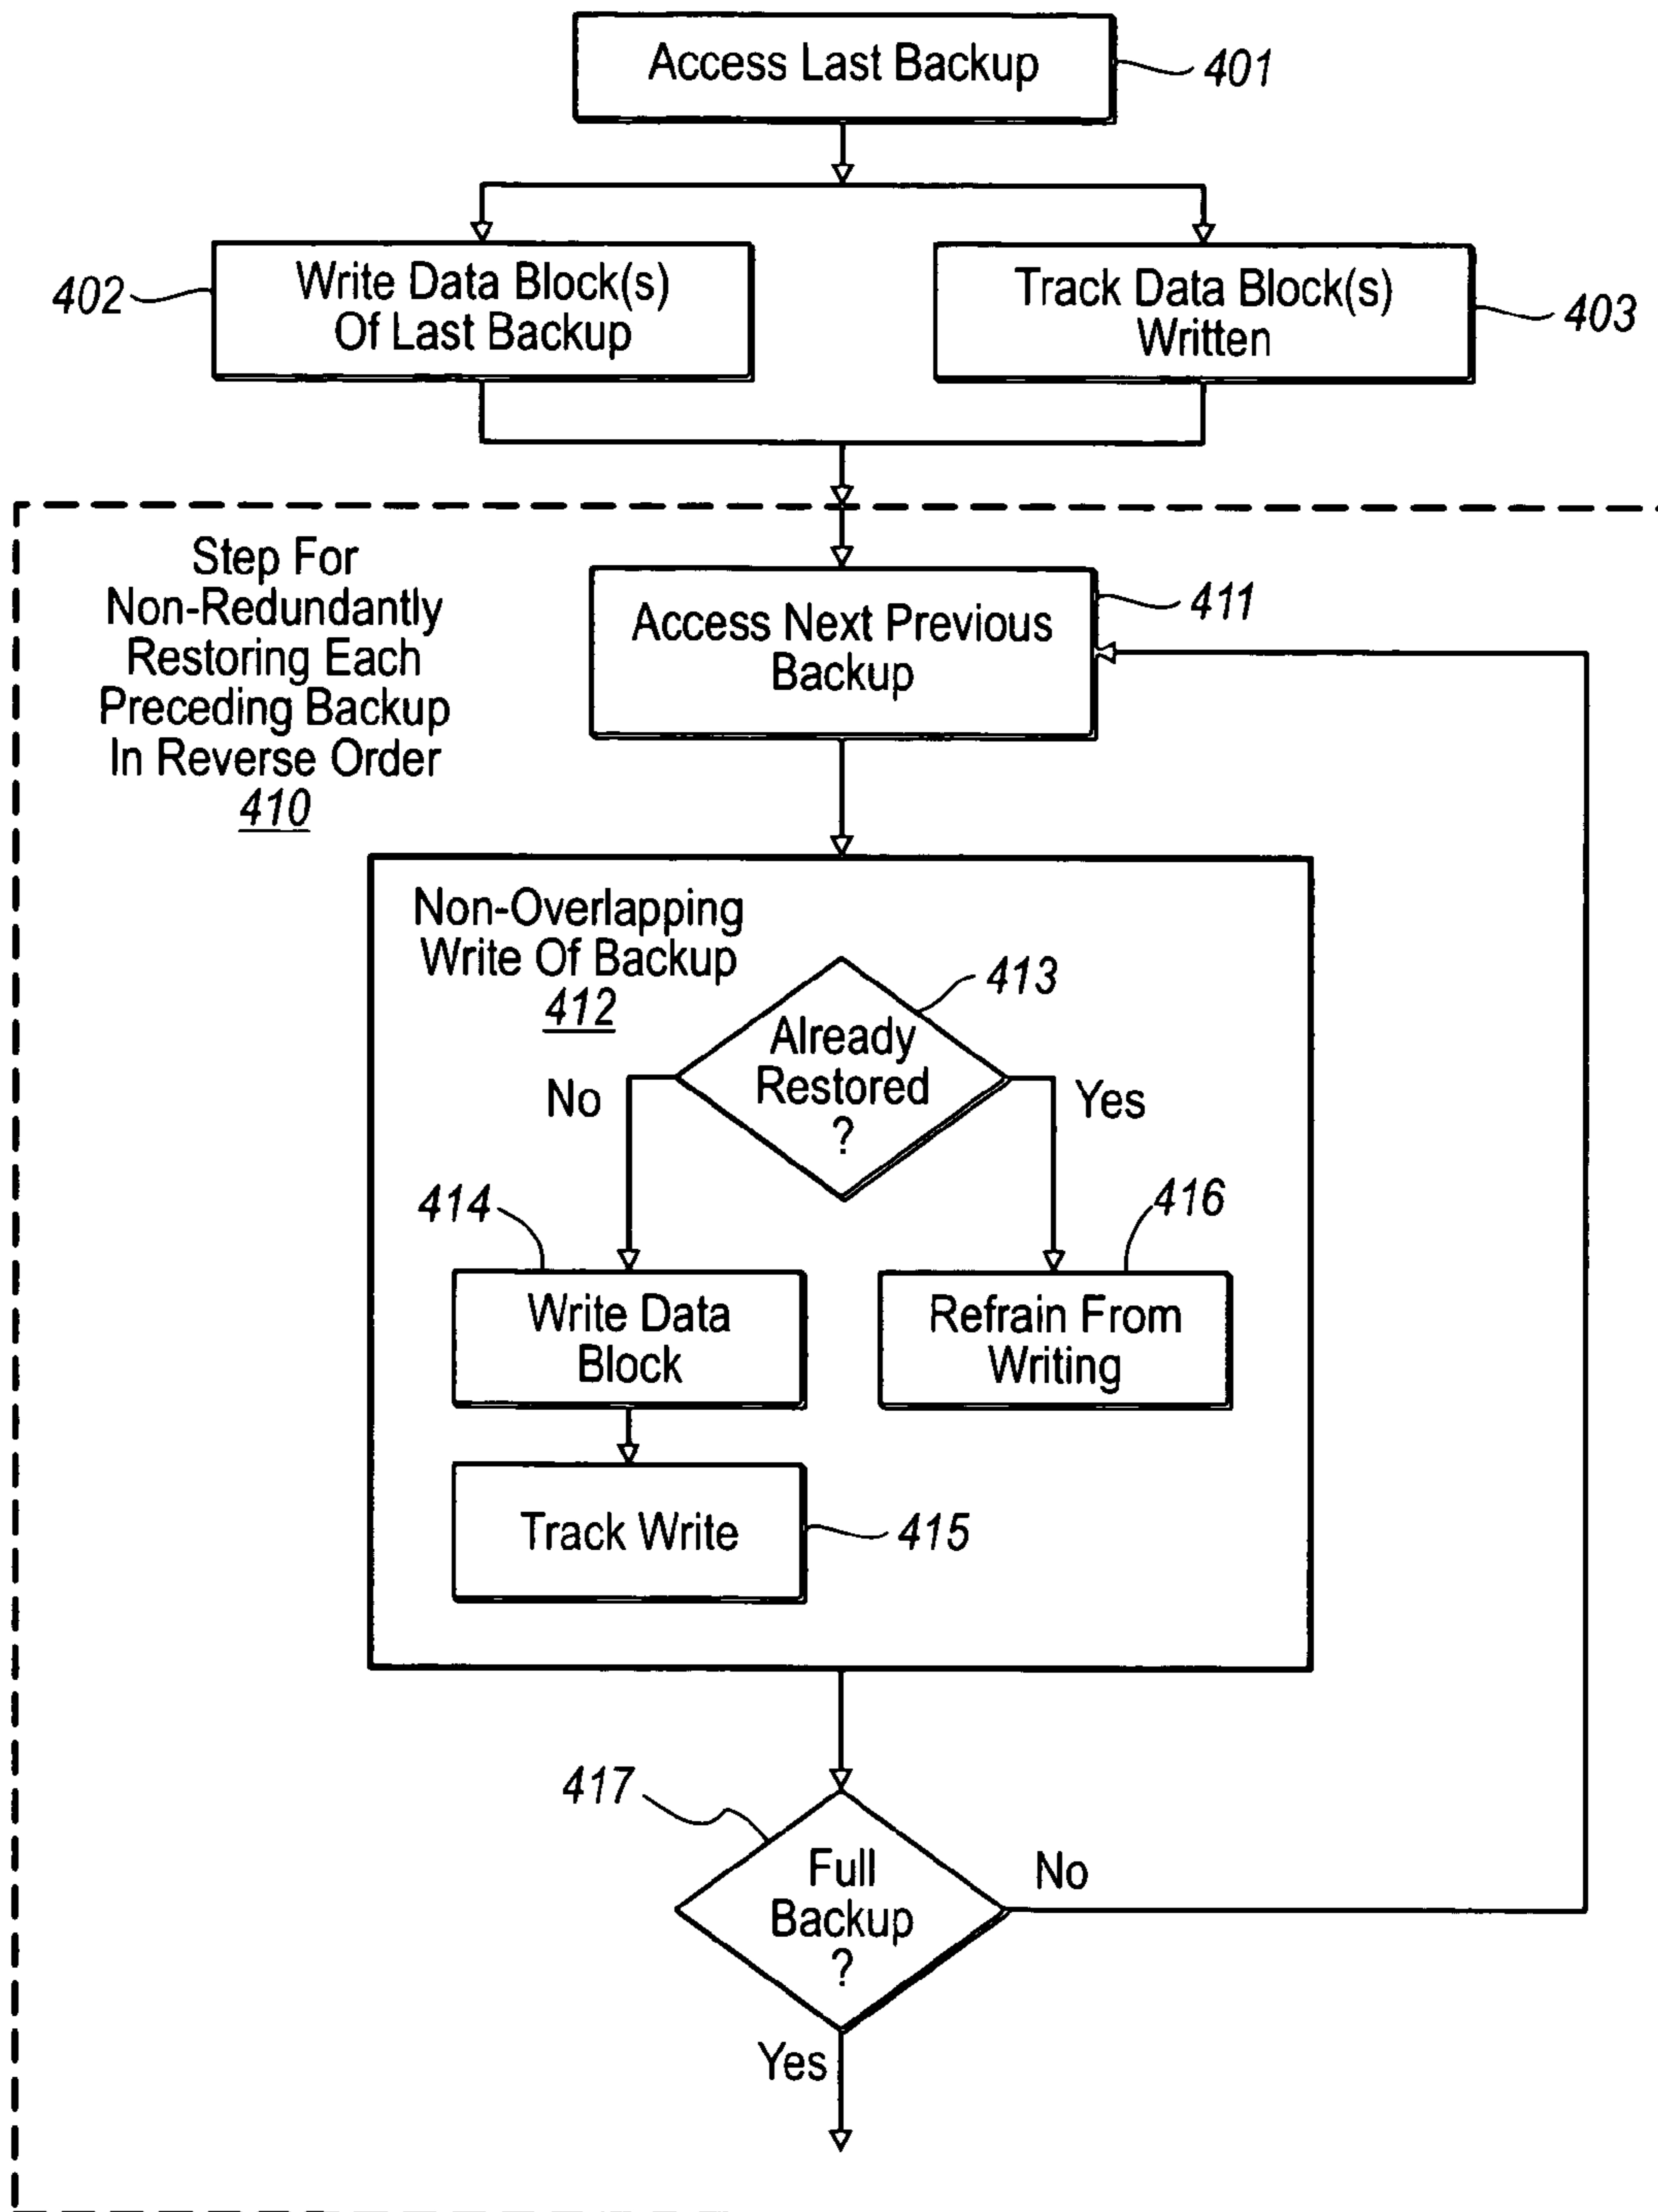 Access Last Backup
401
402
Write Data Block(s)
Of Last Backup
Track Data Block(s)
Written
403
Step For
Non-Redundantly
Restoring Each
Preceding Backup
In Reverse Order
410
Access Next Previous
Backup
411
Non-Overlapping
Write Of Backup
412
413
Already
Restored
?
No
Yes
414
416
Write Data
Block
Refrain From
Writing
Track Write
415
417
Full
Backup
?
No
Yes